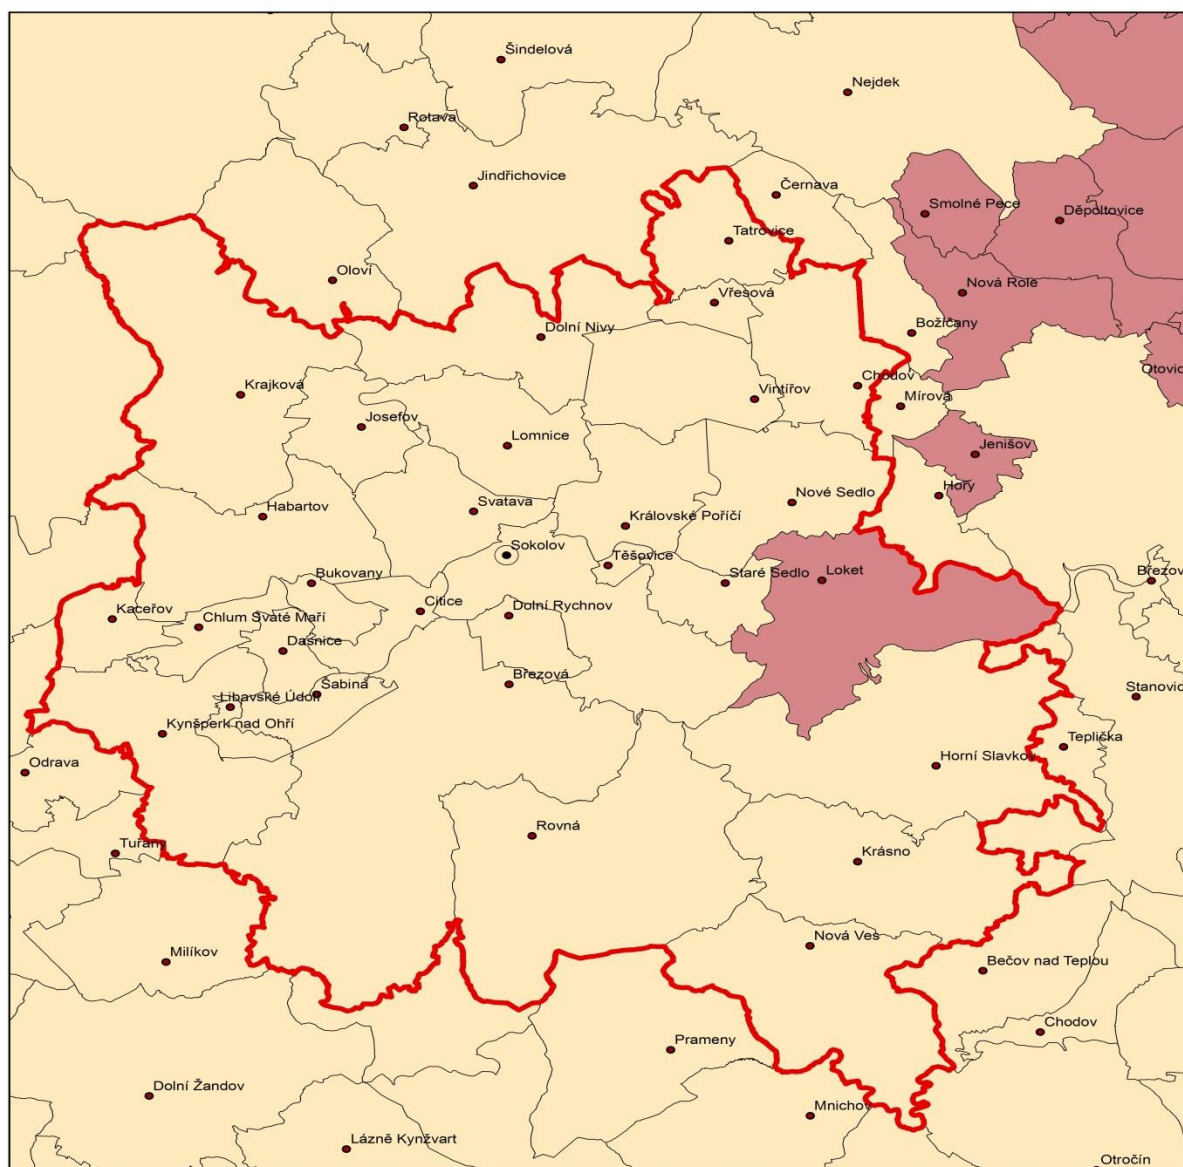 Šindelová
Nejdek
Rotava
Jindřichovice
Černava
Smolné Pece
Děpoltovice
Tatrovice
Oloví
Nová Role
Vřesová
Dolní Nivy
Božičany
Otovic
Krajková
Chodov
Vintířov
Mírová
Josefov
Lomnice
Jenišov
Habartov
Svatava
Nové Sedlo
Hory
Královské Poříčí
Sokolov
Těšovice
Bukovany
Staré Sedlo
Loket
Březov
Kaceřov
Citice
Dolní Rychnov
Chlum Svaté Maří
Dasnice
Březová
Šabina
Libavské Údolí
Stanovic
Kynšperk nad Ohří
Teplička
Odrava
Horní Slavkov
Rovná
Tuřany
Krásno
Nová Ves
Milíkov
Bečov nad Teplou
Chodov
Prameny
Dolní Žandov
Mnichov
Lázně Kynžvart
Otročín